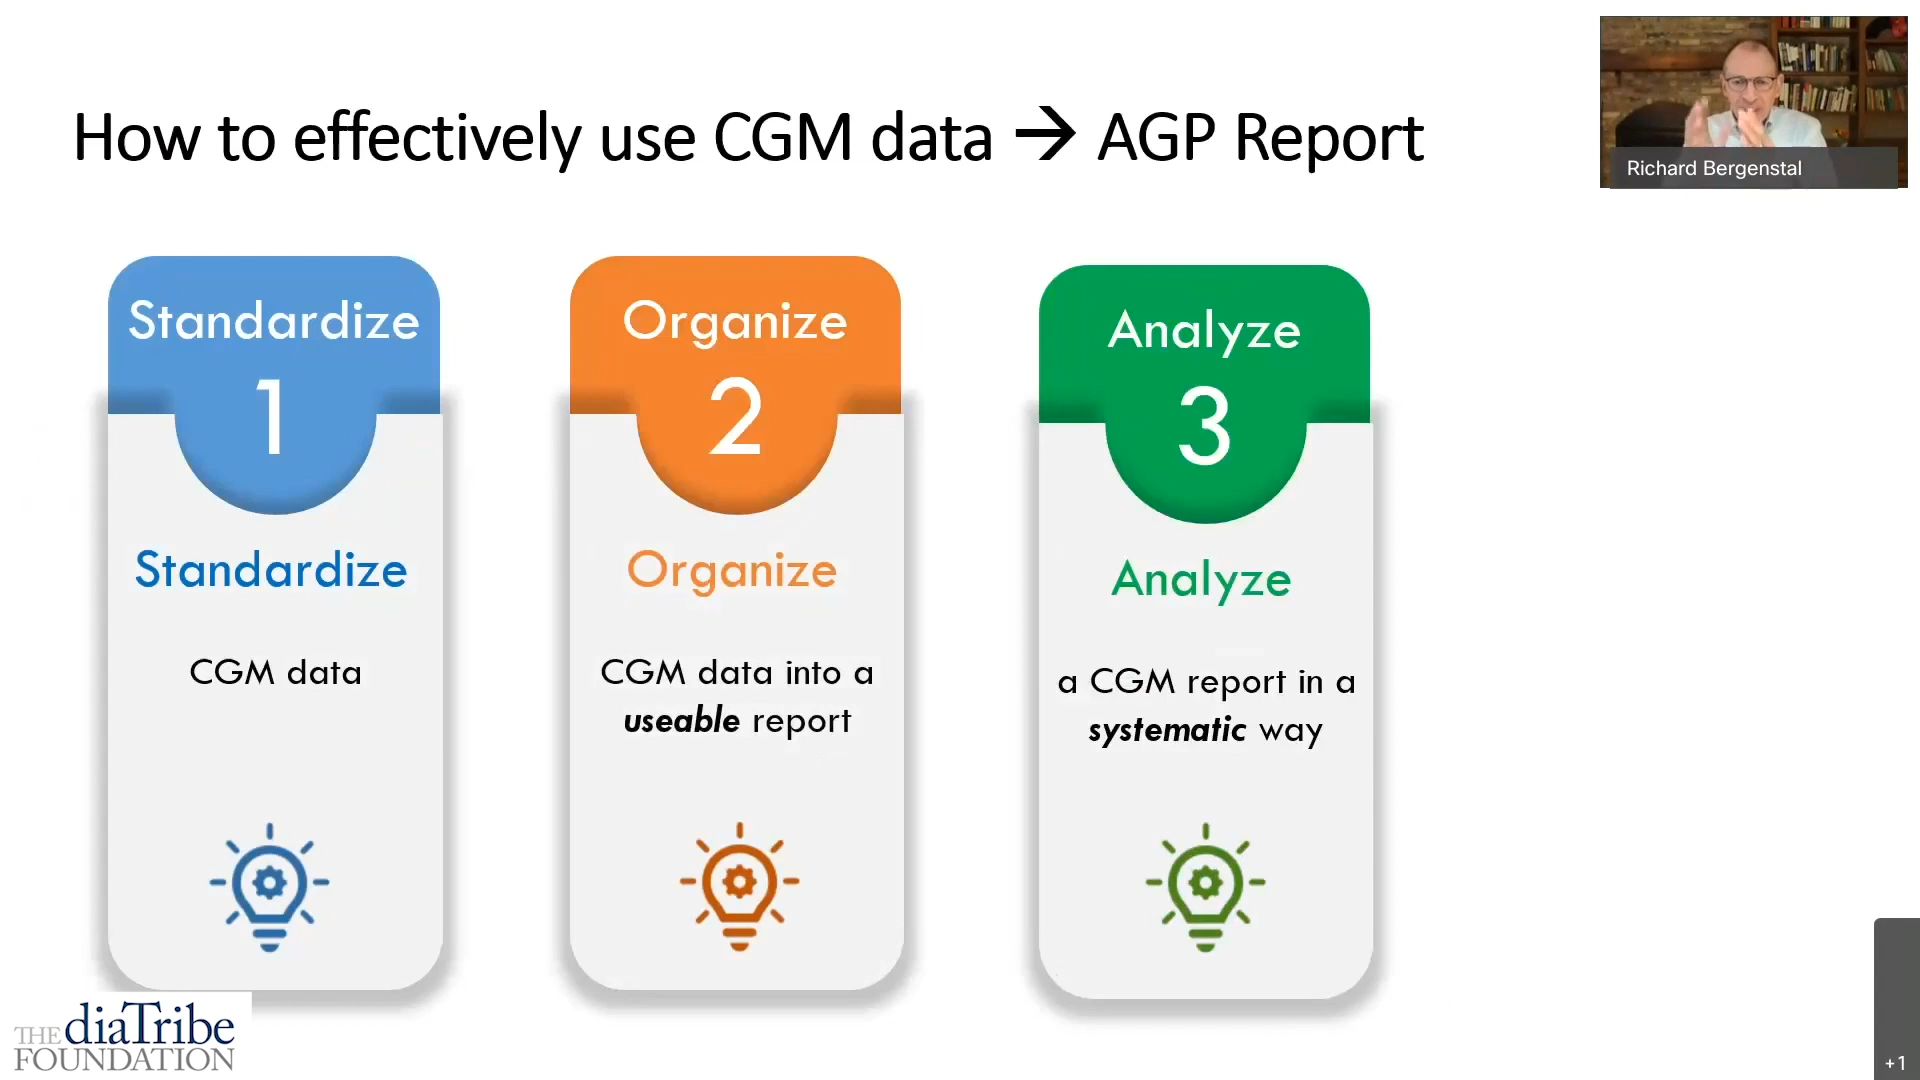 How to effectively use CGM data → AGP Report
Richard Bergenstal
Standardize
1
Standardize
CGM data
Organize
2
Organize
CGM data into a
useable report
Analyze
3
Analyze
a CGM report in a
systematic way
THE diaTribe
FOUNDATION
+1